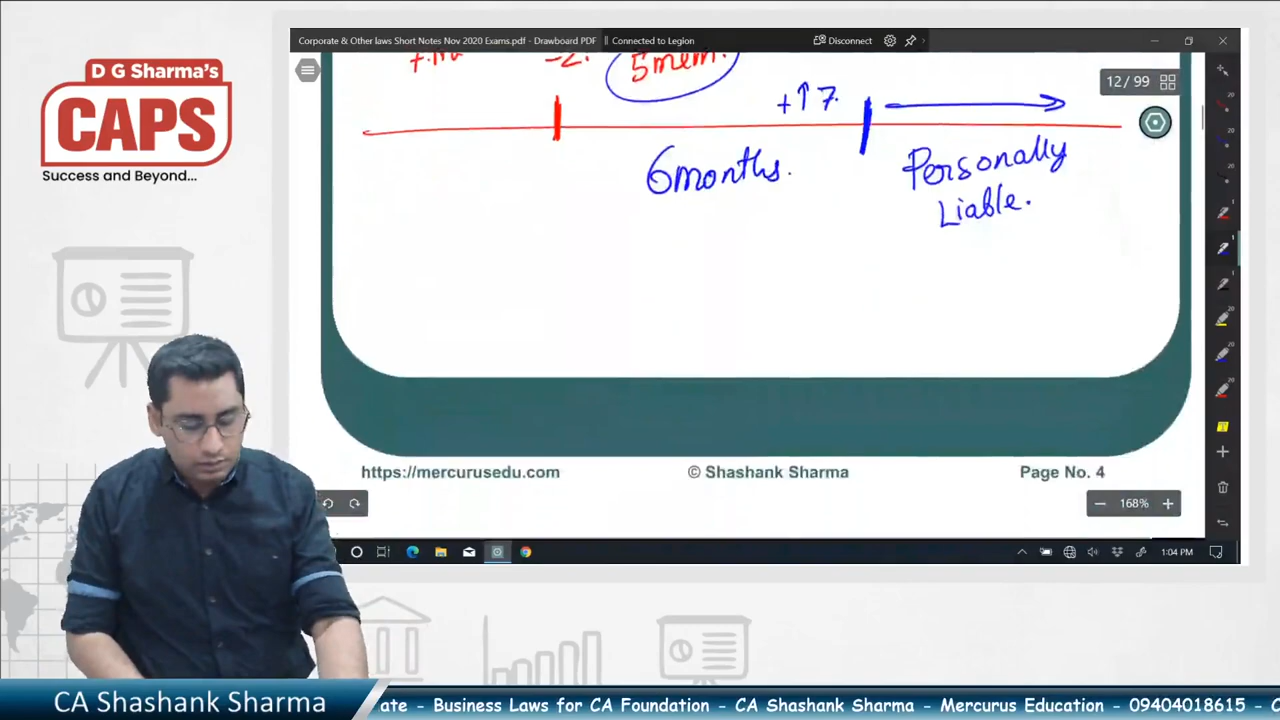 D G Sharma's
CAPS
Success and Beyond...
Corporate & Other laws Short Notes Nov 2020 Exams.pdf - Drawboard PDF
Connected to Legion
Disconnect
12 / 99
5 mem.
+↑ 7.
6months.
Personally
Liable.
https://mercurusedu.com
© Shashank Sharma
Page No. 4
168%
1:04 PM
CA Shashank Sharma
ate - Business Laws for CA Foundation - CA Shashank Sharma - Mercurus Education - 09404018615 - C